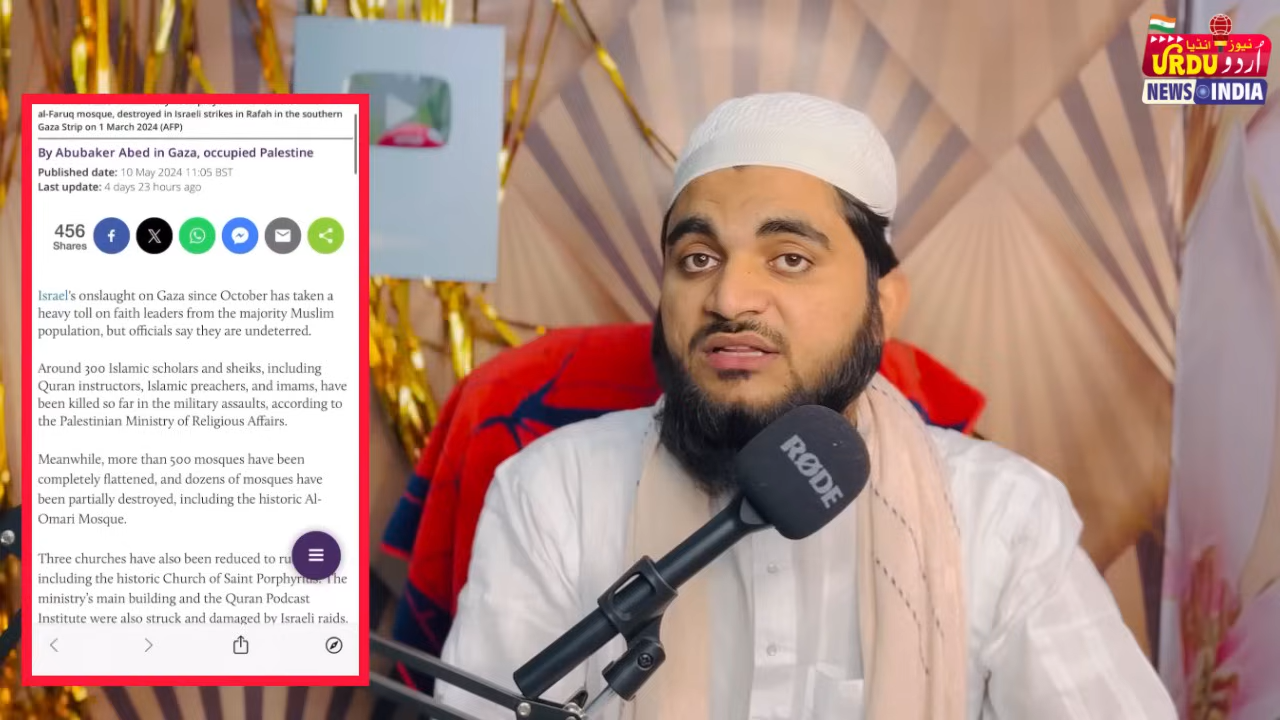 al-Faruq mosque, destroyed in Israeli strikes in Rafah in the southern
Gaza Strip on 1 March 2024 (AFP)
By Abubaker Abed in Gaza, occupied Palestine
Published date: 10 May 2024 11:05 BST
Last update: 4 days 23 hours ago
456
Shares
Israel's onslaught on Gaza since October has taken a
heavy toll on faith leaders from the majority Muslim
population, but officials say they are undeterred.
Around 300 Islamic scholars and sheiks, including
Quran instructors, Islamic preachers, and imams, have
been killed so far in the military assaults, according to
the Palestinian Ministry of Religious Affairs.
Meanwhile, more than 500 mosques have been
completely flattened, and dozens of mosques have
been partially destroyed, including the historic Al-
Omari Mosque.
Three churches have also been reduced to ru
including the historic Church of Saint Porphyrius. The
ministry's main building and the Quran Podcast
Institute were also struck and damaged by Israeli raids.
RØDE
نیوز انڈیا
URDU اُردو
NEWS INDIA